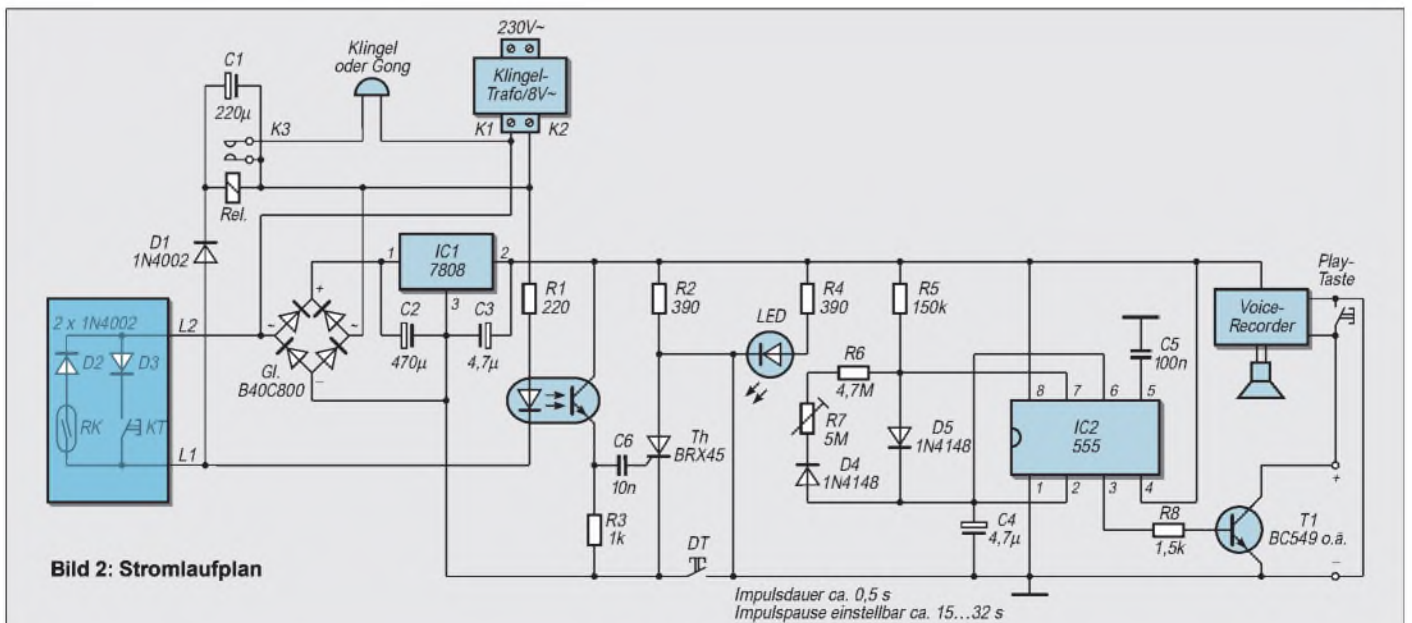 230V~
Klingel-
Trafo/8V~
K1
K2
Klingel
oder Gong
C1
220µ
K3
Rel.
D1
1N4002
2 x 1N4002
D2
D3
RK
KT
L2
L1
Gl.
B40C800
~
+
~
–
1
IC1
7808
2
3
C2
470µ
C3
4,7µ
R1
220
R2
390
C6
10n
Th
BRX45
R3
1k
DT
LED
R4
390
R5
150k
R6
4,7M
R7
5M
D4
1N4148
D5
1N4148
C4
4,7µ
8
7
6
5
IC2
555
1
2
3
4
C5
100n
Voice-
Recorder
Play-
Taste
R8
1,5k
T1
BC549 o.ä.
+
–
Impulsdauer ca. 0,5 s
Impulspause einstellbar ca. 15...32 s
Bild 2: Stromlaufplan